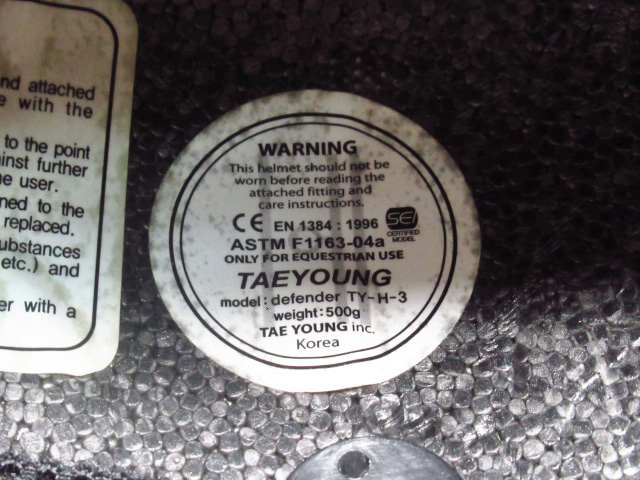 nd attached
e with the
to the point
inst further
e user.
ned to the
replaced.
ubstances
etc.) and
er with a
WARNING
This helmet should not be
worn before reading the
attached fitting and
care instructions.
CE EN 1384 : 1996 SEI
CERTIFIED
MODEL
ASTM F1163-04a
ONLY FOR EQUESTRIAN USE
TAEYOUNG
model: defender TY-H-3
weight: 500g
TAE YOUNG inc.
Korea